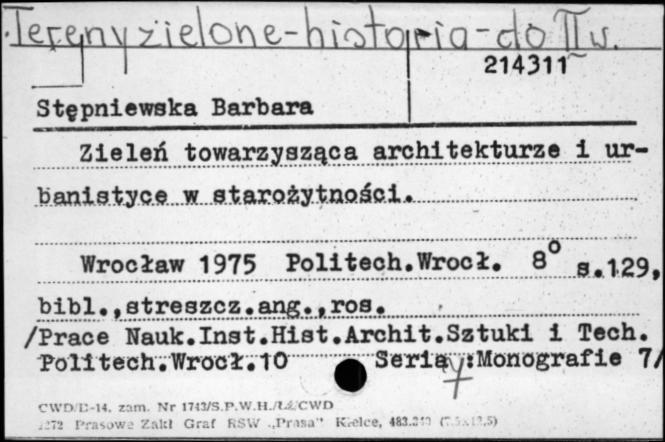 Tereny zielone-historia-do II w.
214311
Stępniewska Barbara
Zieleń towarzysząca architekturze i ur-
banistyce w starożytności.
Wrocław 1975 Politech.Wrocł. 8° s.129,
bibl.,streszcz.ang.,ros.
/Prace Nauk.Inst.Hist.Archit.Sztuki i Tech.
Politech.Wrocł.10 Seria y:Monografie 7/
CWD/D-14. zam. Nr 1743/S.P.W.H./Łź/CWD
Prasowe Zakł Graf RSW „Prasa" Kielce,